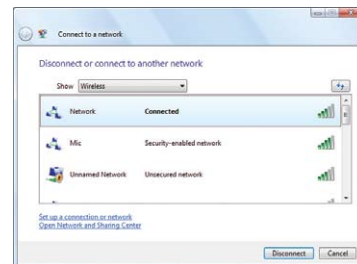 Connect to a network
Disconnect or connect to another network
Show Wireless
Network Connected
Mic Security-enabled network
Unnamed Network Unsecured network
Set up a connection or network
Open Network and Sharing Center
Disconnect Cancel